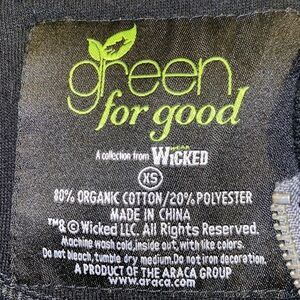 green
for good
A collection from WEAR WICKED
XS
80% ORGANIC COTTON/20% POLYESTER
MADE IN CHINA
TM& © Wicked LLC. All Rights Reserved.
Machine wash cold, inside out, with like colors.
Do not bleach, tumble dry medium. Do not iron decoration.
A PRODUCT OF THE ARACA GROUP
www.araca.com